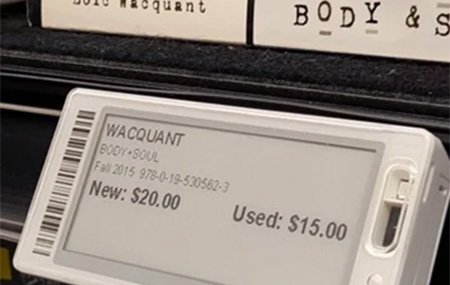 Loïc Wacquant
BODY & S
WACQUANT
BODY+SOUL
Fall 2015 978-0-19-530562-3
New: $20.00
Used: $15.00